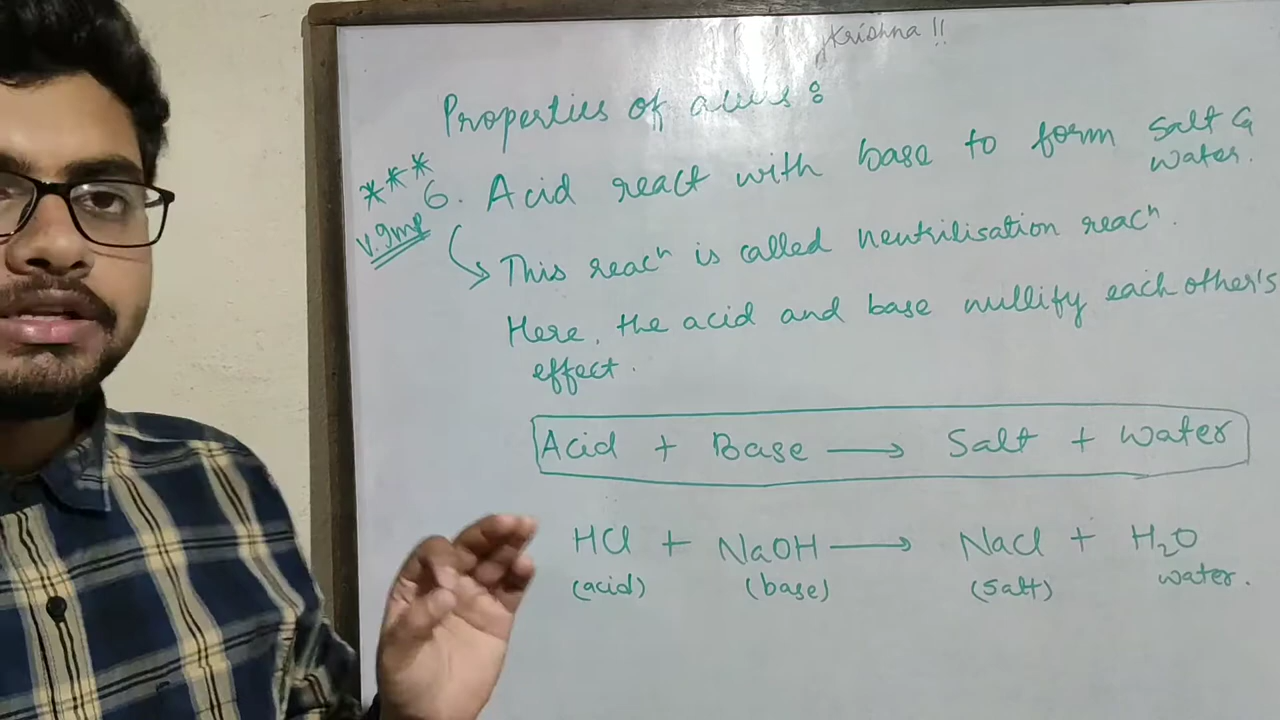 Krishna !!
Properties of acids :
*** 6. Acid react with base to form salt &
water.
V. Imp
This reacⁿ is called neutrilisation reacⁿ.
Here, the acid and base nullify each other's
effect.
Acid + Base ⟶ Salt + Water
HCl + NaOH ⟶ NaCl + H₂O
(acid) (base) (salt) water.